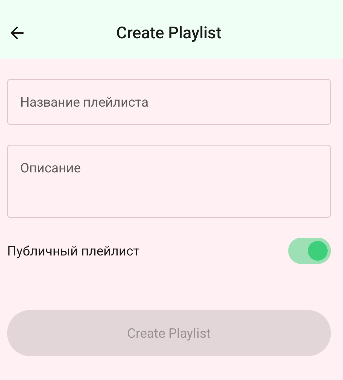 Create Playlist
Название плейлиста
Описание
Публичный плейлист
Create Playlist